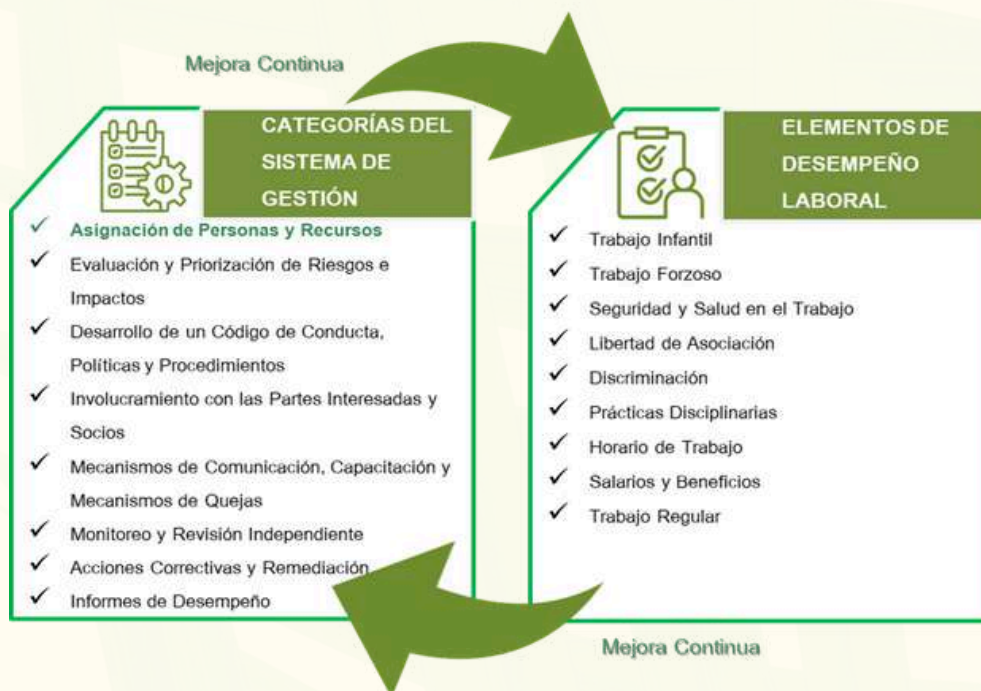 Mejora Continua
CATEGORÍAS DEL
SISTEMA DE
GESTIÓN
Asignación de Personas y Recursos
Evaluación y Priorización de Riesgos e
Impactos
Desarrollo de un Código de Conducta,
Políticas y Procedimientos
Involucramiento con las Partes Interesadas y
Socios
Mecanismos de Comunicación, Capacitación y
Mecanismos de Quejas
Monitoreo y Revisión Independiente
Acciones Correctivas y Remediación
Informes de Desempeño
ELEMENTOS DE
DESEMPEÑO
LABORAL
Trabajo Infantil
Trabajo Forzoso
Seguridad y Salud en el Trabajo
Libertad de Asociación
Discriminación
Prácticas Disciplinarias
Horario de Trabajo
Salarios y Beneficios
Trabajo Regular
Mejora Continua